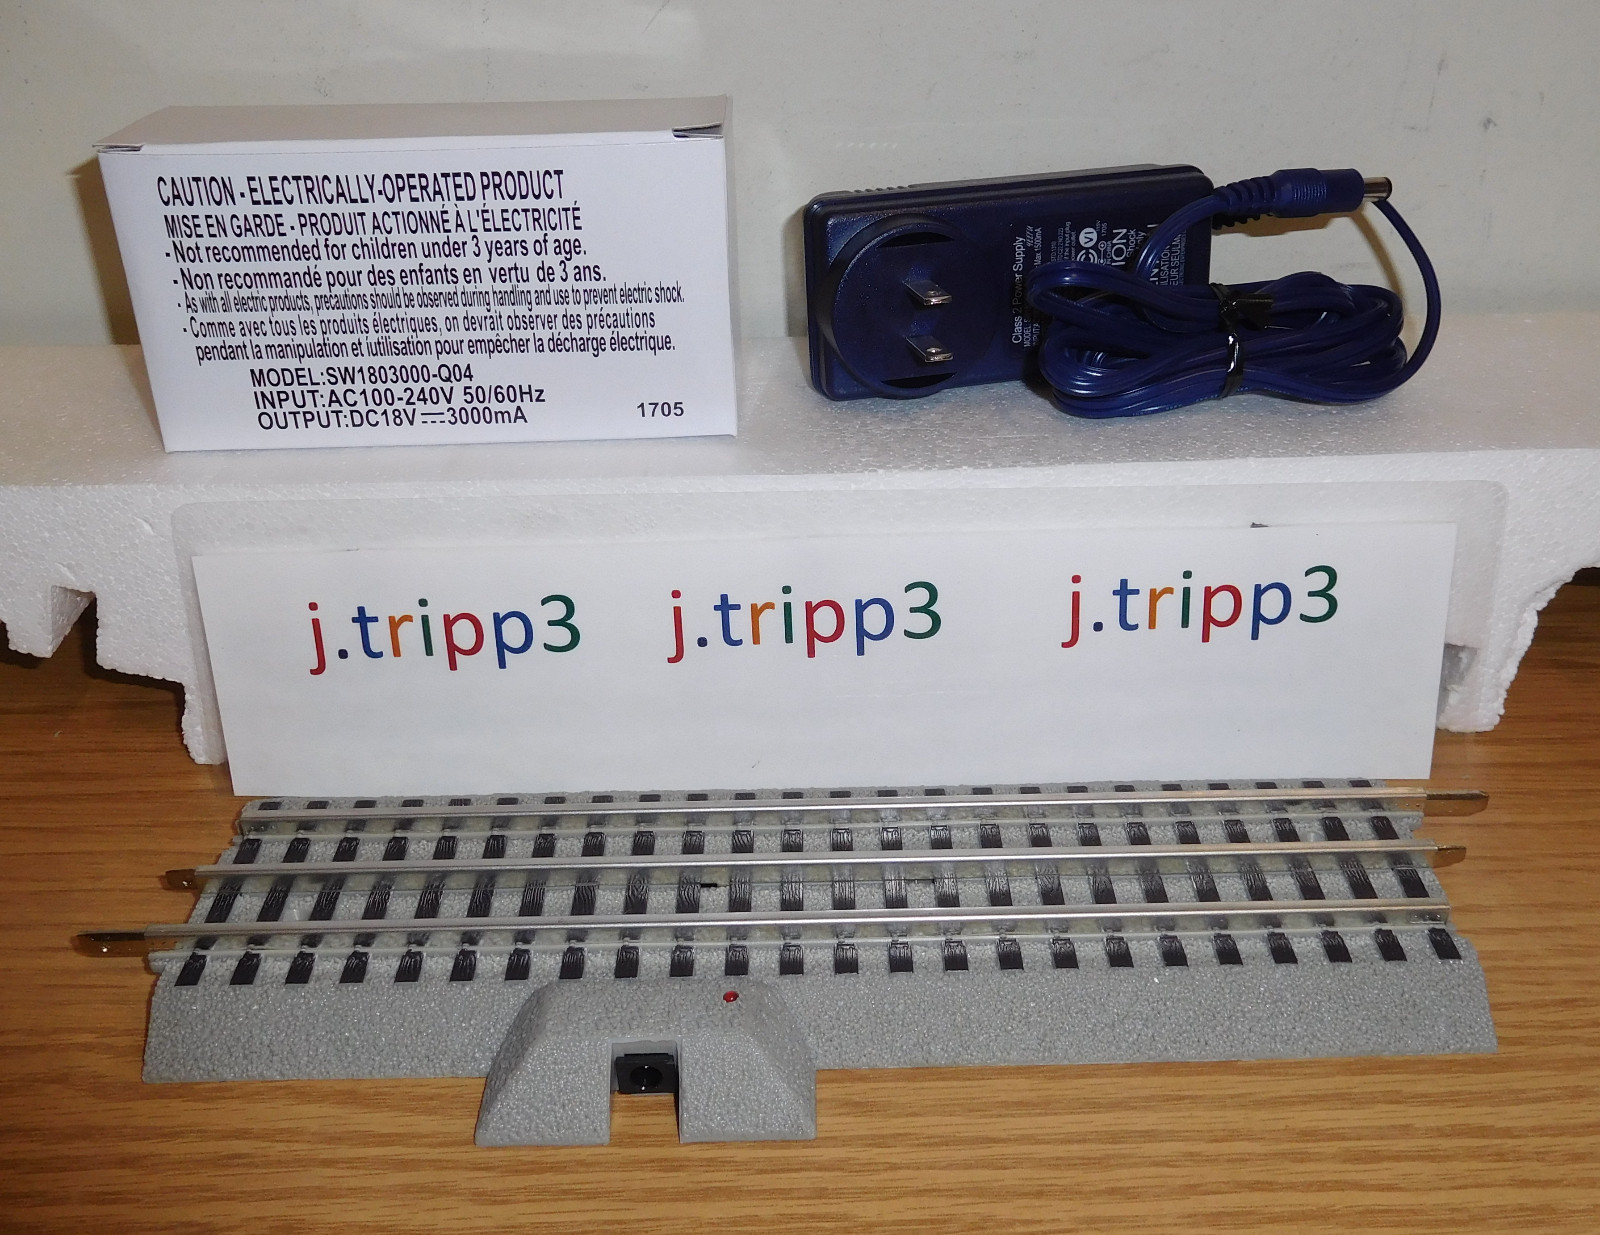 CAUTION - ELECTRICALLY-OPERATED PRODUCT
MISE EN GARDE - PRODUIT ACTIONNÉ À L'ÉLECTRICITÉ
- Not recommended for children under 3 years of age.
- Non recommandé pour des enfants en vertu de 3 ans.
- As with all electric products, precautions should be observed during handling and use to prevent electric shock.
- Comme avec tous les produits électriques, on devrait observer des précautions
pendant la manipulation et íutilisation pour empêcher la décharge électrique.
MODEL:SW1803000-Q04
INPUT:AC100-240V 50/60Hz
OUTPUT:DC18V 3000mA
1705
Class 2 Power Supply
MODEL
j.tripp3 j.tripp3 j.tripp3